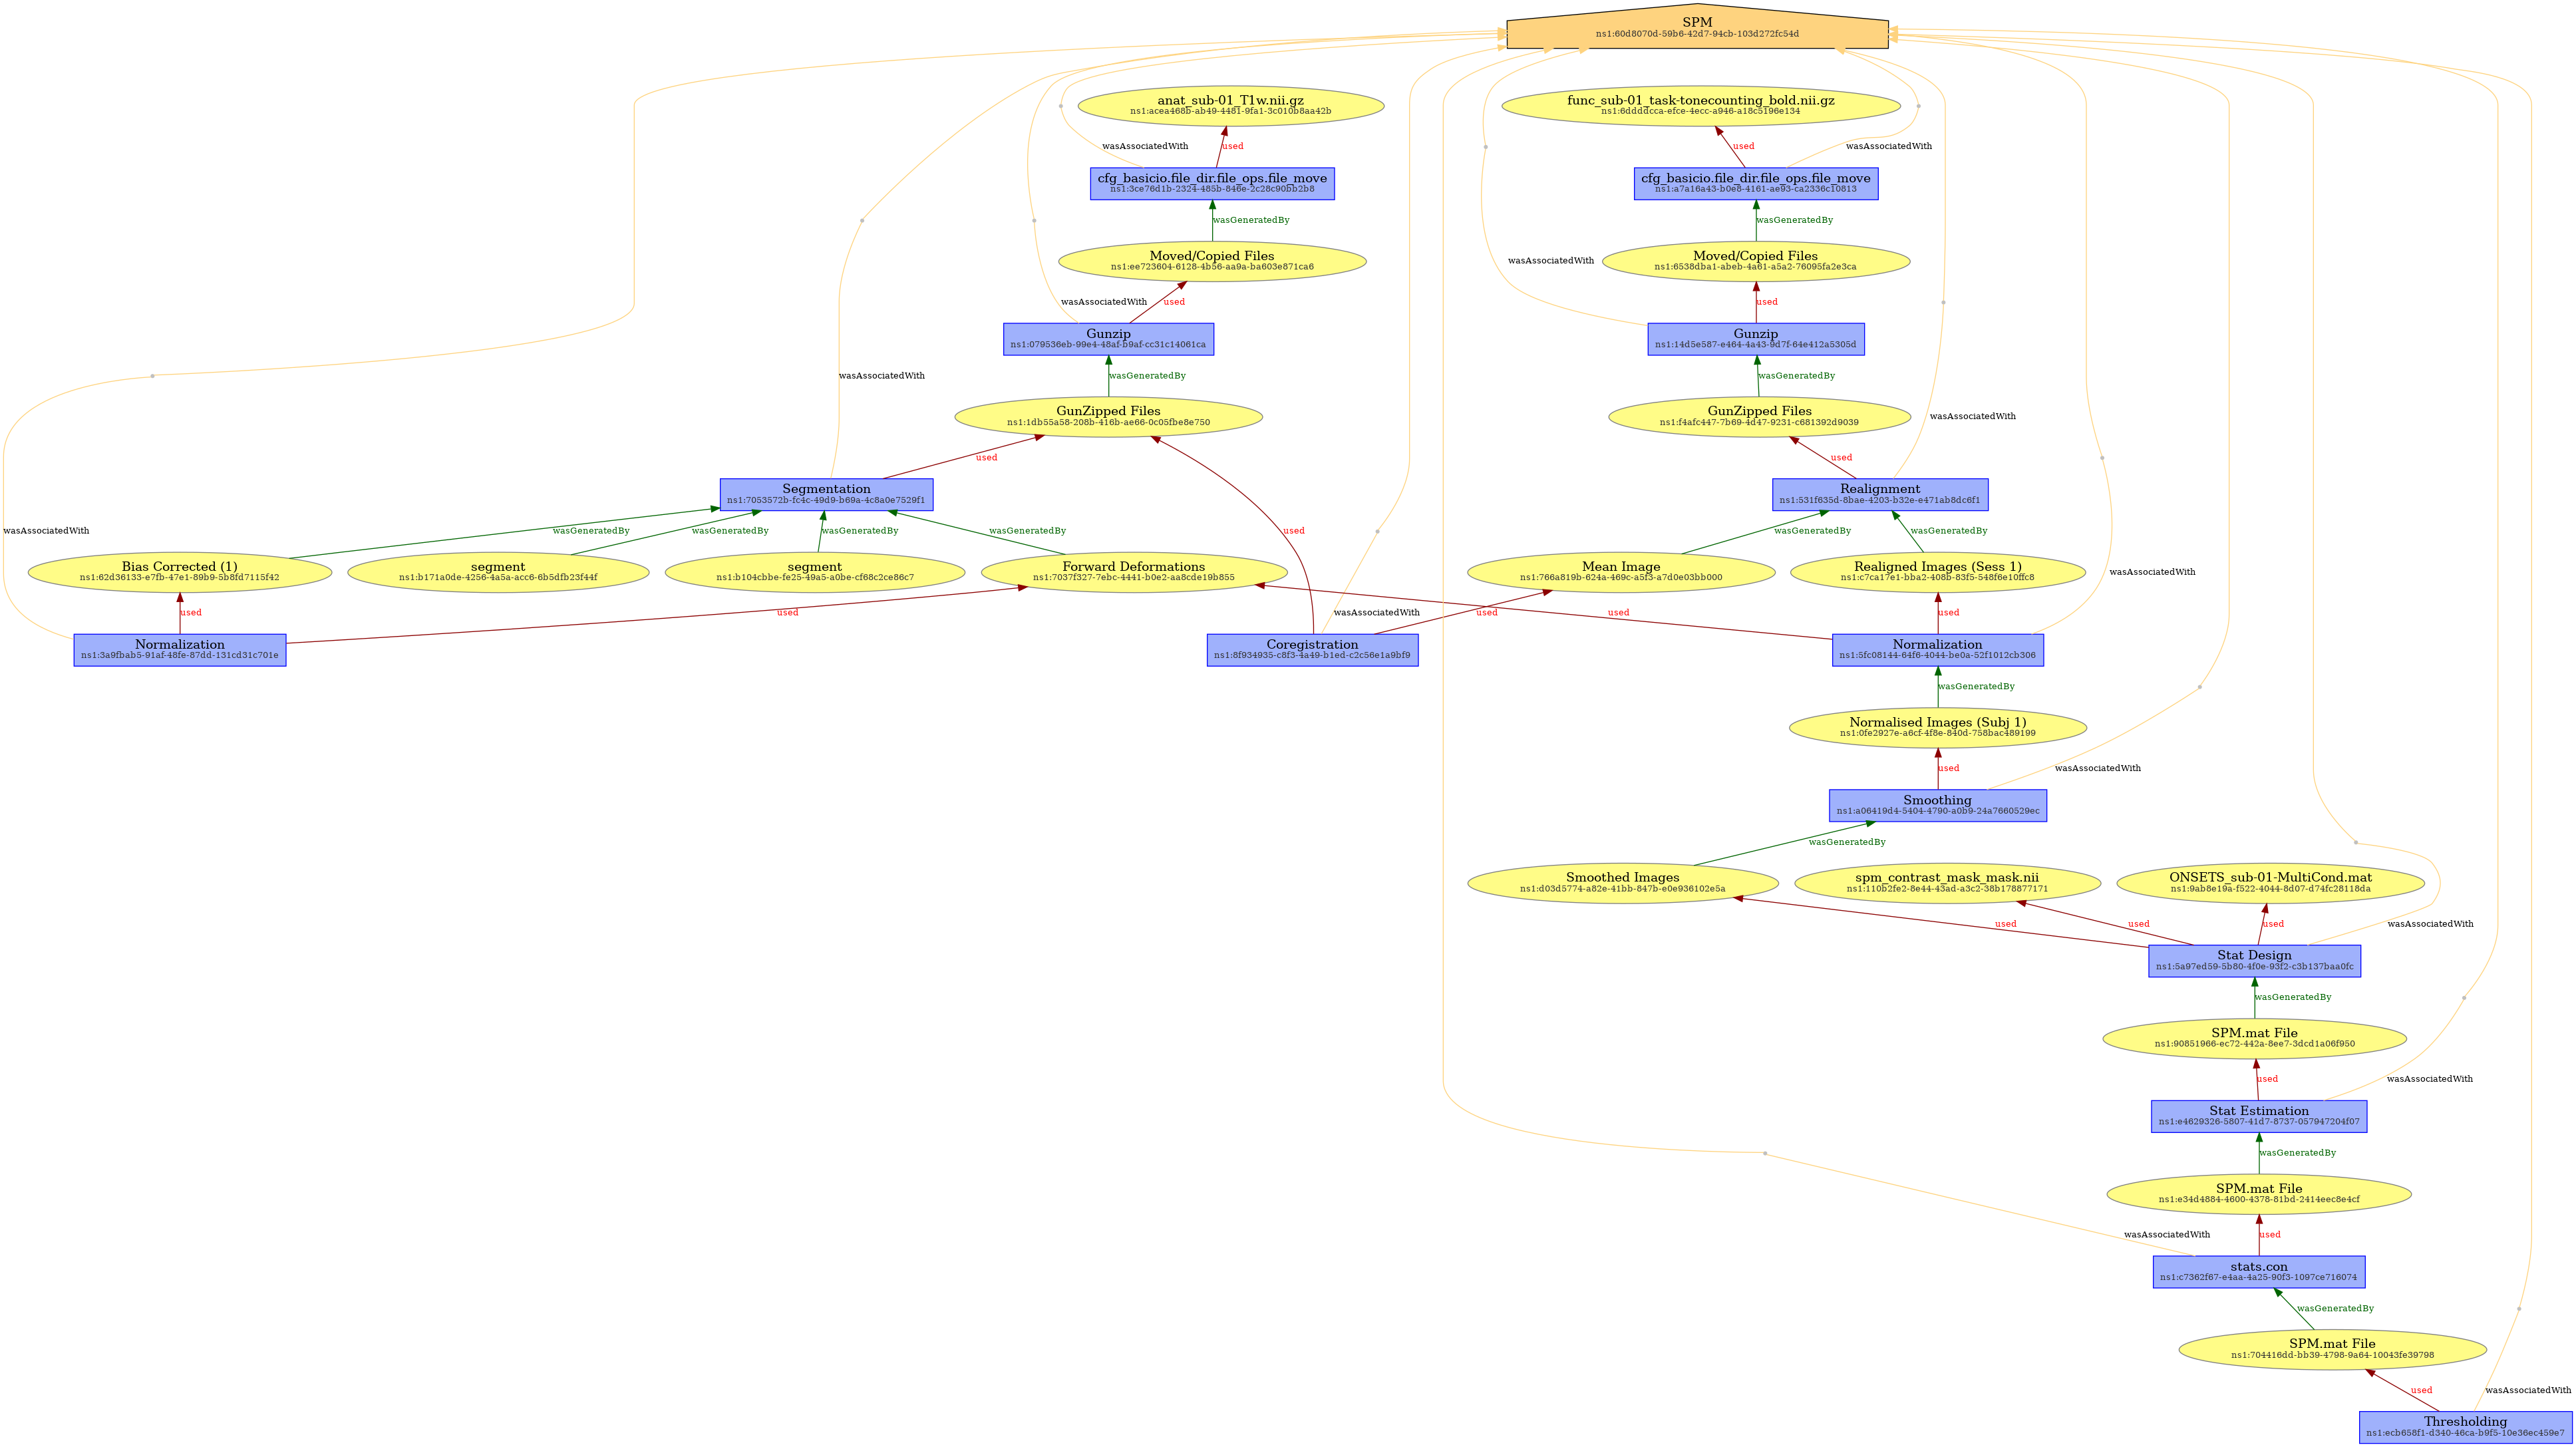 SPM
ns1:60d8070d-59b6-42d7-94cb-103d272fc54d
anat_sub-01_T1w.nii.gz
ns1:acea468b-ab49-4481-9fa1-3c010b8aa42b
func_sub-01_task-tonecounting_bold.nii.gz
ns1:6ddddcca-efce-4ecc-a946-a18c5196e134
wasAssociatedWith
used
used
wasAssociatedWith
cfg_basicio.file_dir.file_ops.file_move
ns1:3ce76d1b-2324-485b-846e-2c28c90bb2b8
cfg_basicio.file_dir.file_ops.file_move
ns1:a7a16a43-b0e8-4161-ae93-ca2336c10813
wasGeneratedBy
wasGeneratedBy
Moved/Copied Files
ns1:ee723604-6128-4b56-aa9a-ba603e871ca6
wasAssociatedWith
Moved/Copied Files
ns1:6538dba1-abeb-4a61-a5a2-76095fa2e3ca
wasAssociatedWith
used
used
Gunzip
ns1:079536eb-99e4-48af-b9af-cc31c14061ca
Gunzip
ns1:14d5e587-e464-4a43-9d7f-64e412a5305d
wasAssociatedWith
wasGeneratedBy
wasGeneratedBy
GunZipped Files
ns1:1db55a58-208b-416b-ae66-0c05fbe8e750
GunZipped Files
ns1:f4afc447-7b69-4d47-9231-c681392d9039
wasAssociatedWith
used
used
Segmentation
ns1:7053572b-fc4c-49d9-b69a-4c8a0e7529f1
Realignment
ns1:531f635d-8bae-4203-b32e-e471ab8dc6f1
wasAssociatedWith
wasGeneratedBy
wasGeneratedBy
wasGeneratedBy
wasGeneratedBy
used
wasGeneratedBy
wasGeneratedBy
Bias Corrected (1)
ns1:62d36133-e7fb-47e1-89b9-5b8fd7115f42
segment
ns1:b171a0de-4256-4a5a-acc6-6b5dfb23f44f
segment
ns1:b104cbbe-fe25-49a5-a0be-cf68c2ce86c7
Forward Deformations
ns1:7037f327-7ebc-4441-b0e2-aa8cde19b855
Mean Image
ns1:766a819b-624a-469c-a5f3-a7d0e03bb000
Realigned Images (Sess 1)
ns1:c7ca17e1-bba2-408b-83f5-548f6e10ffc8
wasAssociatedWith
used
used
wasAssociatedWith
used
used
used
Normalization
ns1:3a9fbab5-91af-48fe-87dd-131cd31c701e
Coregistration
ns1:8f934935-c8f3-4a49-b1ed-c2c56e1a9bf9
Normalization
ns1:5fc08144-64f6-4044-be0a-52f1012cb306
wasGeneratedBy
Normalised Images (Subj 1)
ns1:0fe2927e-a6cf-4f8e-840d-758bac489199
used
wasAssociatedWith
Smoothing
ns1:a06419d4-5404-4790-a0b9-24a7660529ec
wasGeneratedBy
Smoothed Images
ns1:d03d5774-a82e-41bb-847b-e0e936102e5a
spm_contrast_mask_mask.nii
ns1:110b2fe2-8e44-43ad-a3c2-38b178877171
ONSETS_sub-01-MultiCond.mat
ns1:9ab8e19a-f522-4044-8d07-d74fc28118da
used
used
used
wasAssociatedWith
Stat Design
ns1:5a97ed59-5b80-4f0e-93f2-c3b137baa0fc
wasGeneratedBy
SPM.mat File
ns1:90851966-ec72-442a-8ee7-3dcd1a06f950
used
wasAssociatedWith
Stat Estimation
ns1:e4629326-5807-41d7-8737-057947204f07
wasGeneratedBy
SPM.mat File
ns1:e34d4884-4600-4378-81bd-2414eec8e4cf
wasAssociatedWith
used
stats.con
ns1:c7362f67-e4aa-4a25-90f3-1097ce716074
wasGeneratedBy
SPM.mat File
ns1:704416dd-bb39-4798-9a64-10043fe39798
used
wasAssociatedWith
Thresholding
ns1:ecb658f1-d340-46ca-b9f5-10e36ec459e7